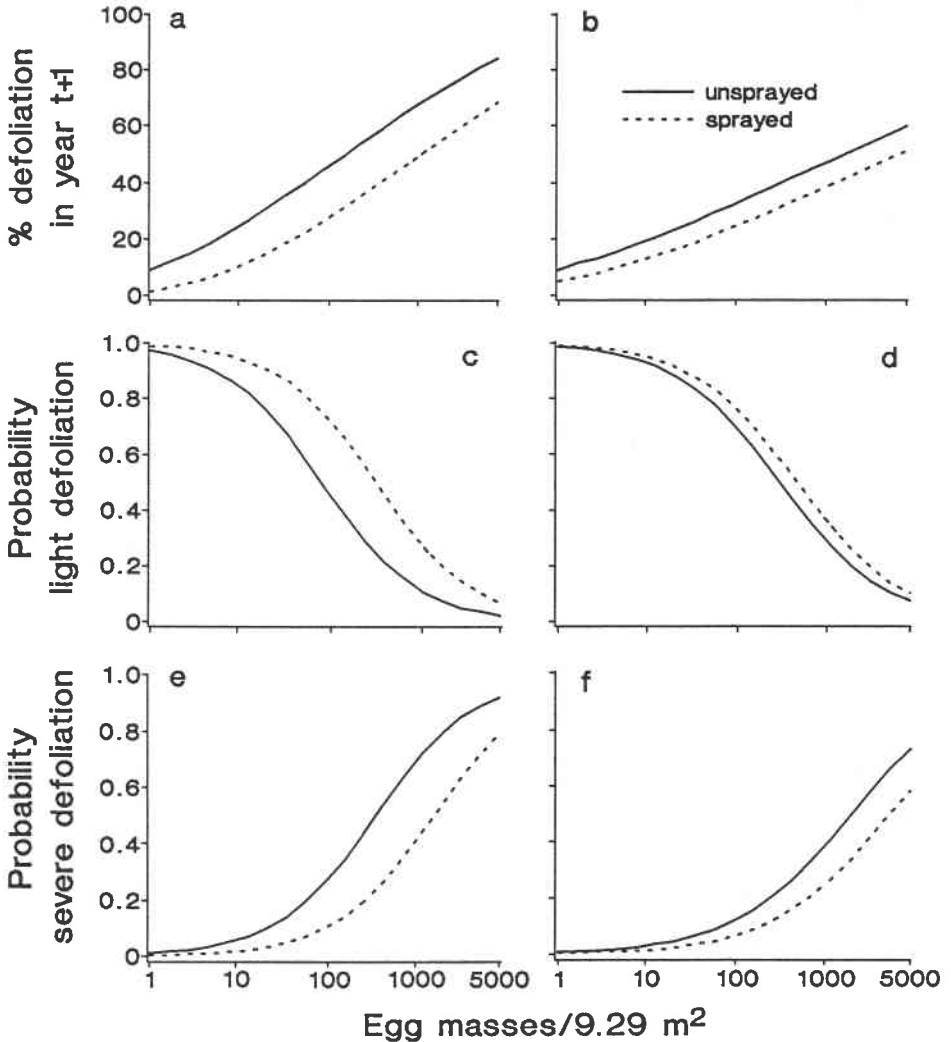 % defoliation
in year t+1
100
80
60
40
20
0
a
b
unsprayed
sprayed
Probability
light defoliation
1.0
0.8
0.6
0.4
0.2
0
c
d
Probability
severe defoliation
1.0
0.8
0.6
0.4
0.2
0
e
f
1 10 100 1000 5000
1 10 100 1000 5000
Egg masses/9.29 m²